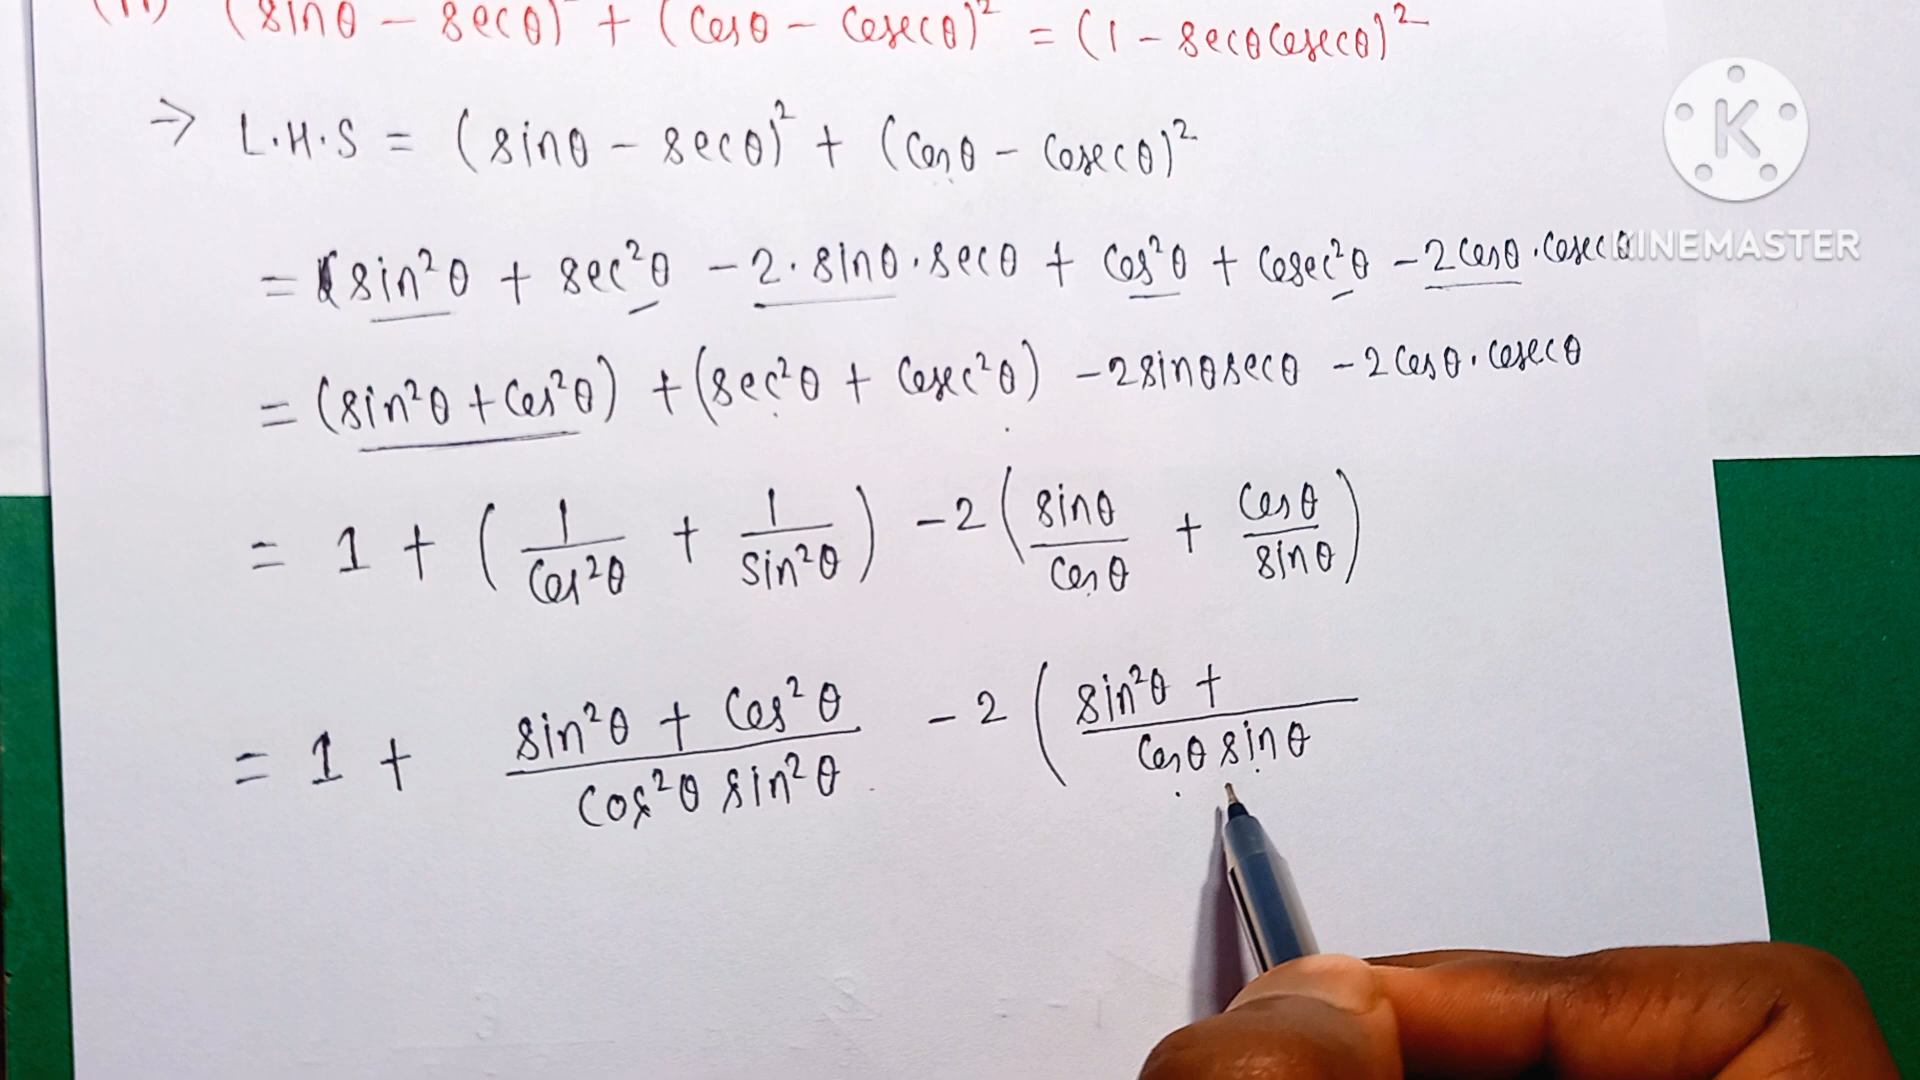 (ii) (sinθ - secθ)² + (cosθ - cosecθ)² = (1 - secθcosecθ)²
K
KINEMASTER
→ L.H.S = (sinθ - secθ)² + (cosθ - cosecθ)²
= (sin²θ + sec²θ - 2·sinθ·secθ + cos²θ + cosec²θ - 2cosθ·cosecθ
= (sin²θ + cos²θ) + (sec²θ + cosec²θ) - 2sinθsecθ - 2cosθ·cosecθ
= 1 + (1/cos²θ + 1/sin²θ) - 2(sinθ/cosθ + cosθ/sinθ)
= 1 + sin²θ + cos²θ/cos²θ sin²θ - 2(sin²θ +/cosθ sinθ